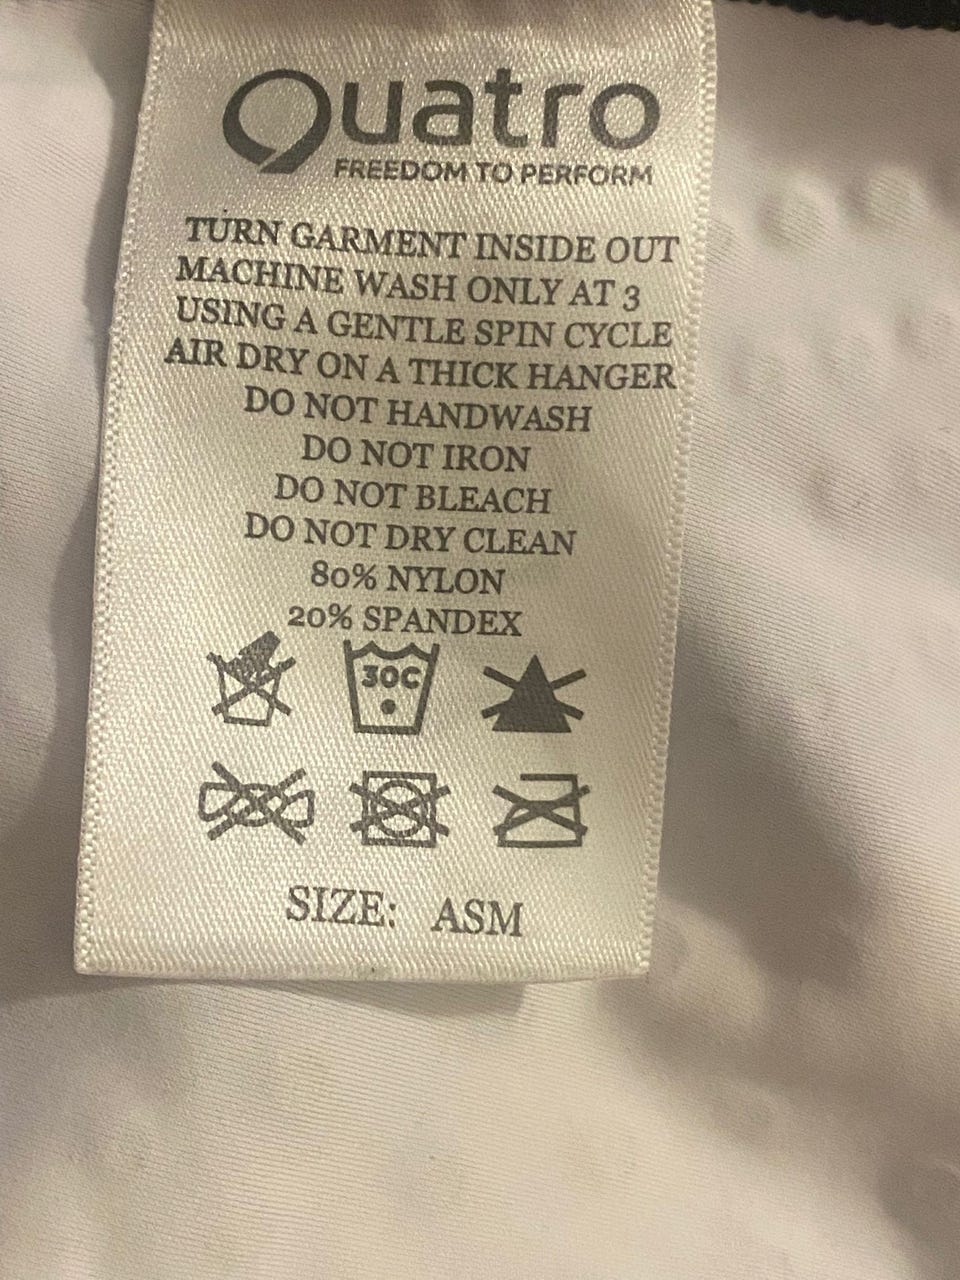 Quatro
FREEDOM TO PERFORM
TURN GARMENT INSIDE OUT
MACHINE WASH ONLY AT 3
USING A GENTLE SPIN CYCLE
AIR DRY ON A THICK HANGER
DO NOT HANDWASH
DO NOT IRON
DO NOT BLEACH
DO NOT DRY CLEAN
80% NYLON
20% SPANDEX
30C
SIZE: ASM